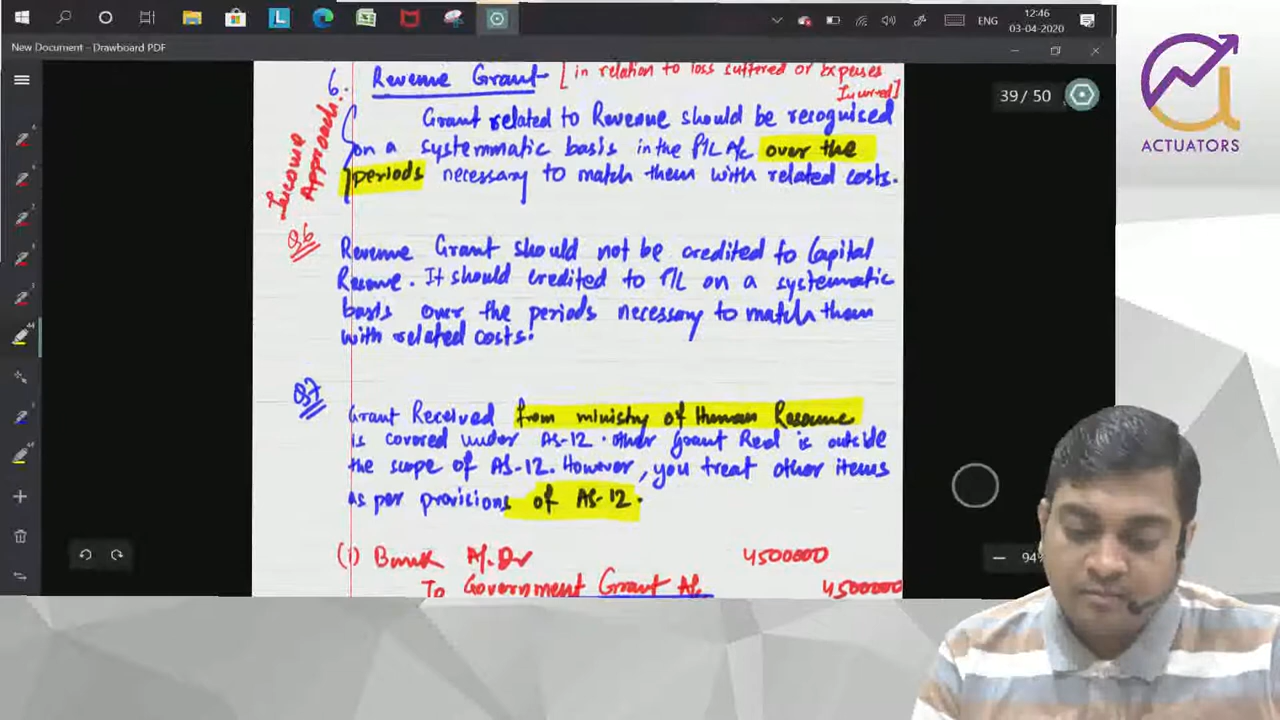 ENG
12:46
03-04-2020
New Document - Drawboard PDF
39 / 50
ACTUATORS
6. Revenue Grant [in relation to loss suffered or Expenses
Incurred]
Income
Approach.
Grant related to Revenue should be recognised
on a systemmatic basis in the P/L A/c over the
periods necessary to match them with related costs.
Q6
Revenue Grant should not be credited to Capital
Reserve. It should credited to P/L on a systematic
basis over the periods necessary to match them
with related costs.
Q7
Grant Received from ministry of Human Resource
is covered under AS-12. other grant Recd is outside
the scope of AS-12. However, you treat other items
as per provisions of AS-12.
(1) Bank A/c. Dr 4500000
To Government Grant A/c 4500000
94%